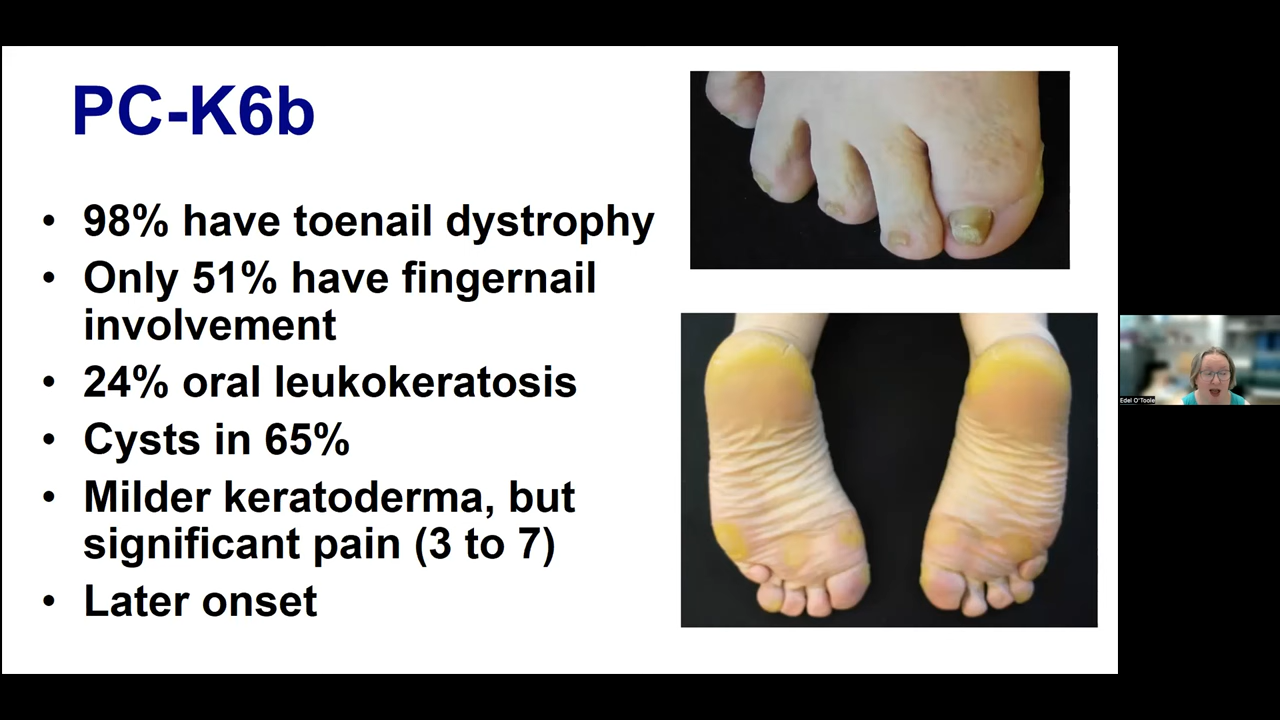 PC-K6b
• 98% have toenail dystrophy
• Only 51% have fingernail
involvement
• 24% oral leukokeratosis
• Cysts in 65%
• Milder keratoderma, but
significant pain (3 to 7)
• Later onset
Edel O'Toole